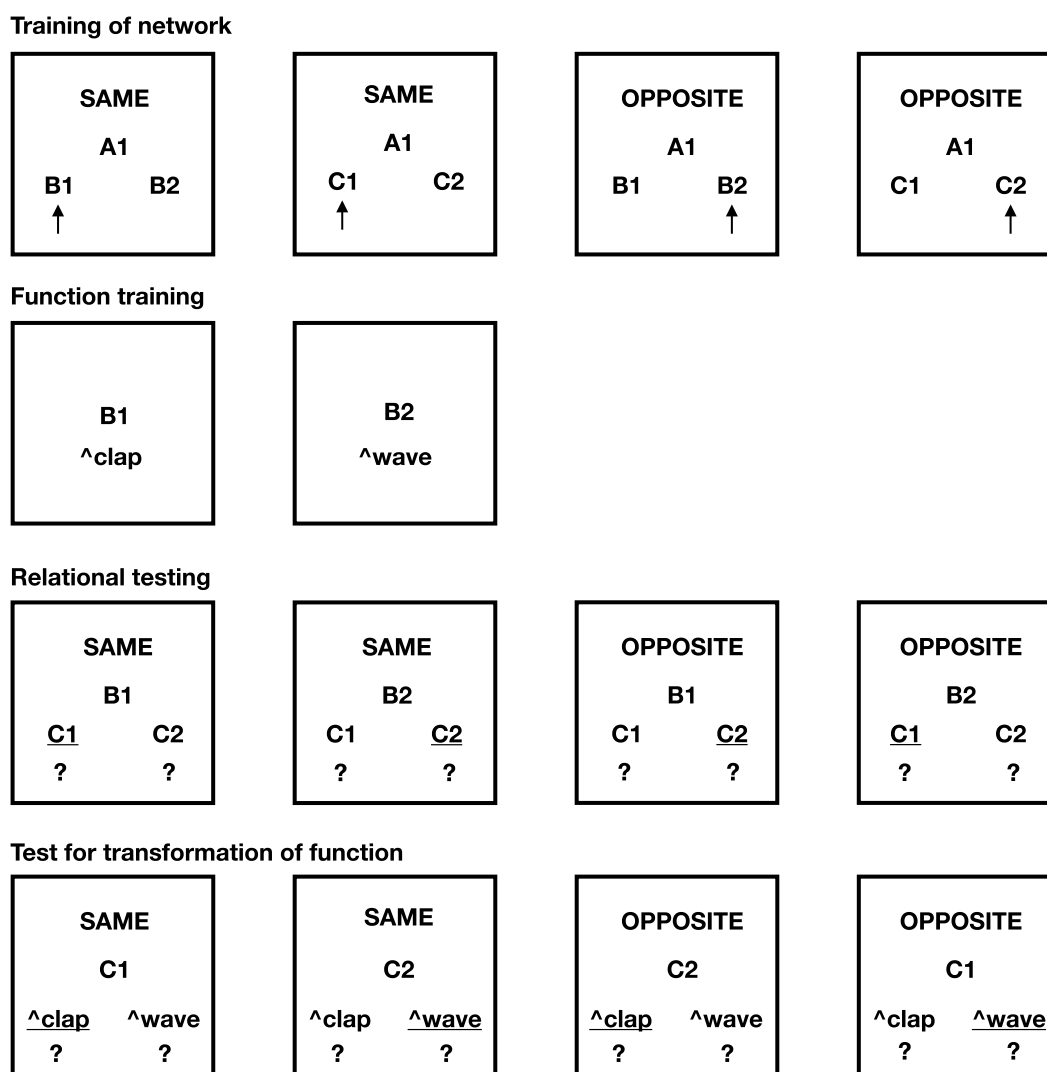 Training of network
SAME SAME OPPOSITE OPPOSITE
A1 A1 A1 A1
B1 B2 C1 C2 B1 B2 C1 C2
Function training
B1 B2
^clap ^wave
Relational testing
SAME SAME OPPOSITE OPPOSITE
B1 B2 B1 B2
C1 C2 C1 C2 C1 C2 C1 C2
? ? ? ? ? ? ? ?
Test for transformation of function
SAME SAME OPPOSITE OPPOSITE
C1 C2 C2 C1
^clap ^wave ^clap ^wave ^clap ^wave ^clap ^wave
? ? ? ? ? ? ? ?